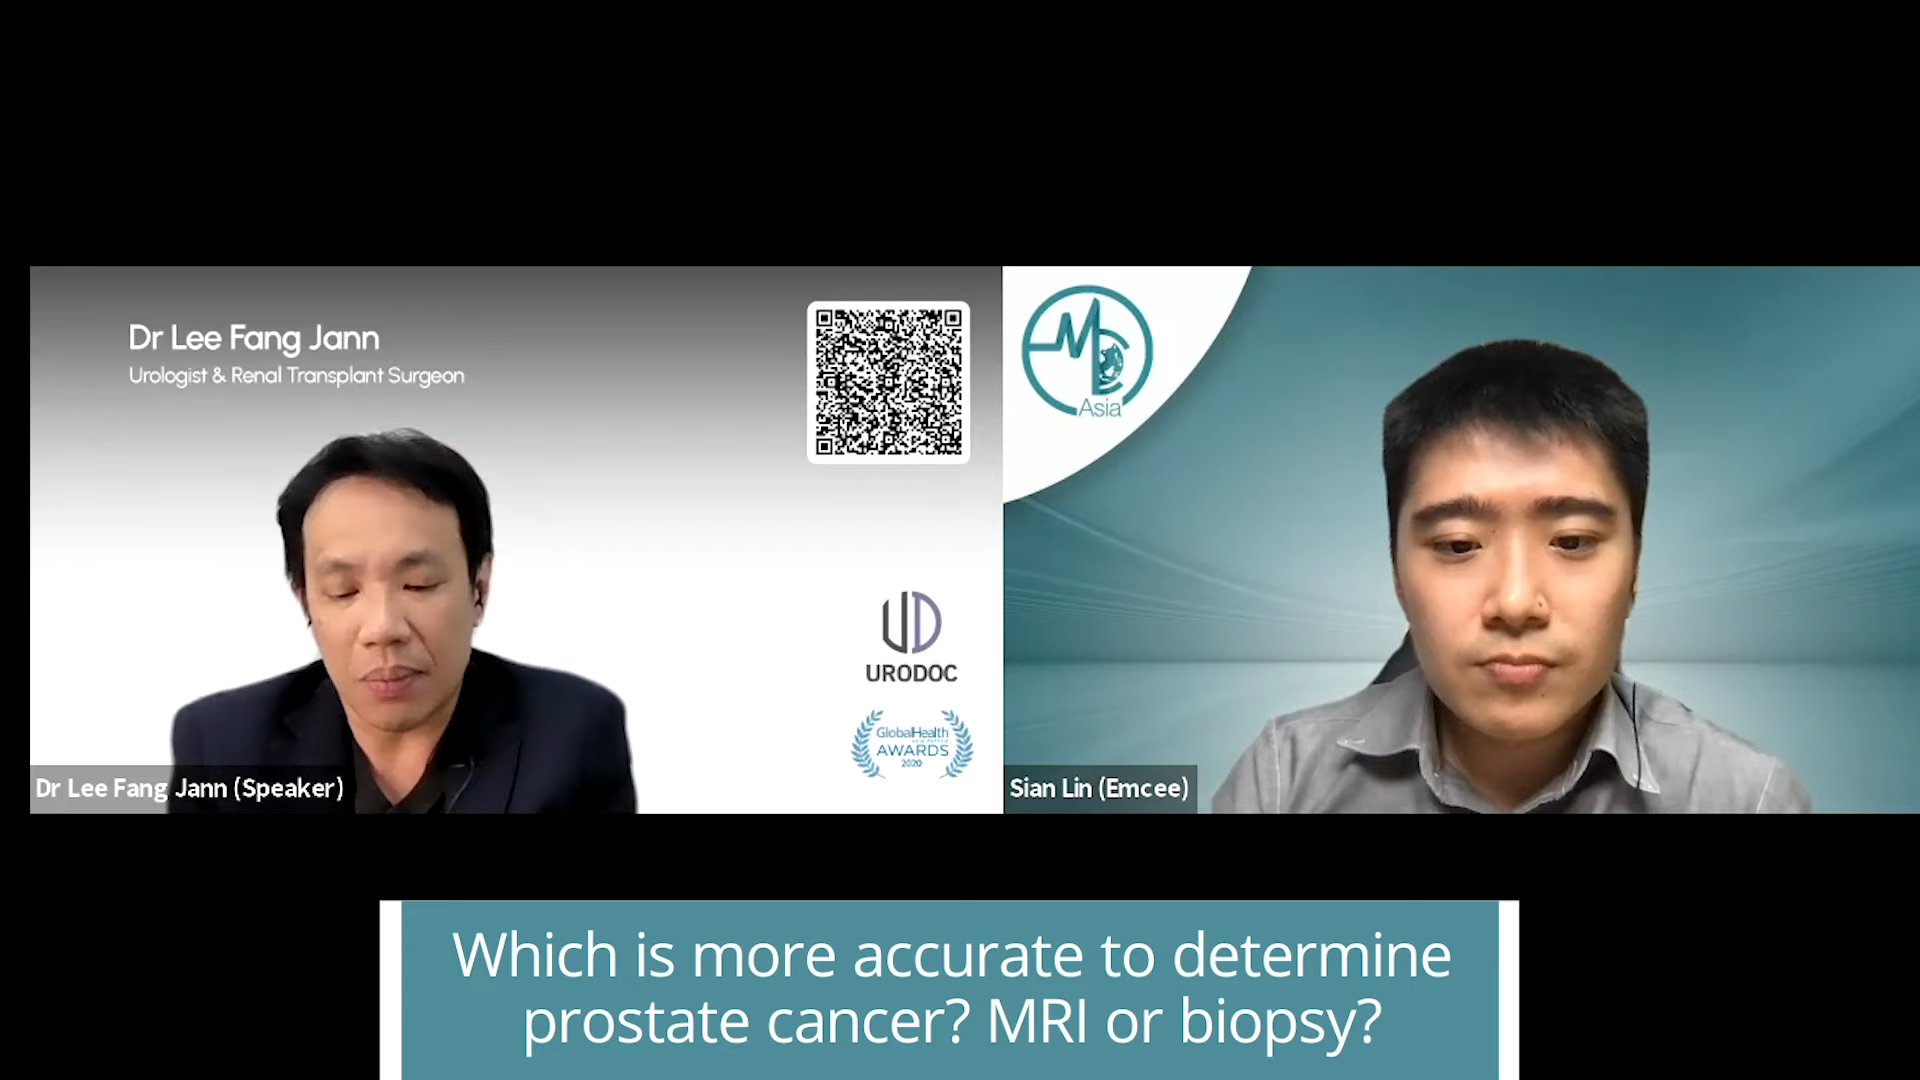 Dr Lee Fang Jann
Urologist & Renal Transplant Surgeon
URODOC
GlobalHealth
AWARDS
2020
Dr Lee Fang Jann (Speaker)
Asia
Sian Lin (Emcee)
Which is more accurate to determine
prostate cancer? MRI or biopsy?